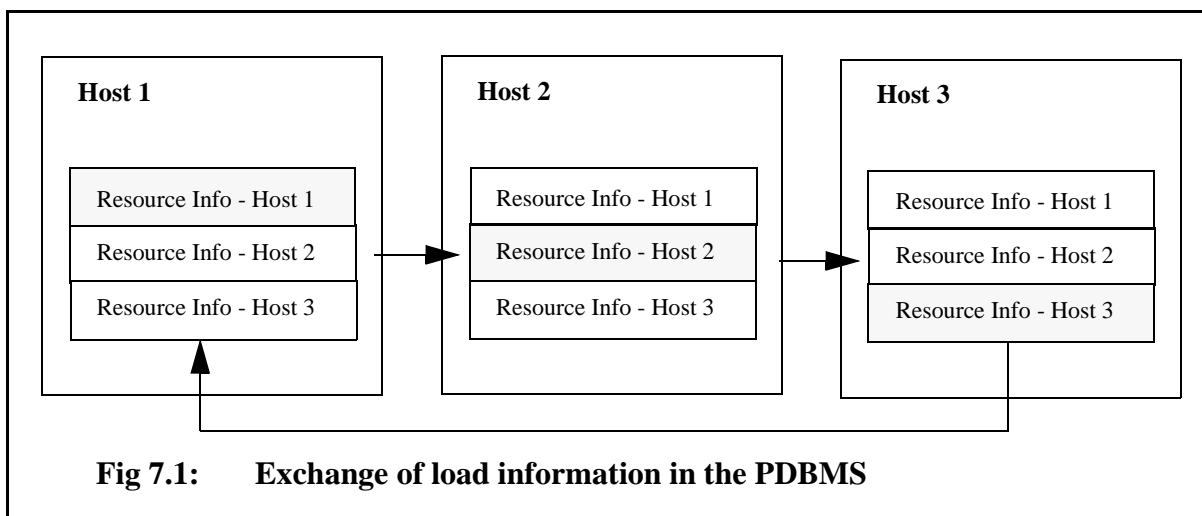 Host 1
Resource Info - Host 1
Resource Info - Host 2
Resource Info - Host 3
Host 2
Resource Info - Host 1
Resource Info - Host 2
Resource Info - Host 3
Host 3
Resource Info - Host 1
Resource Info - Host 2
Resource Info - Host 3
Fig 7.1: Exchange of load information in the PDBMS